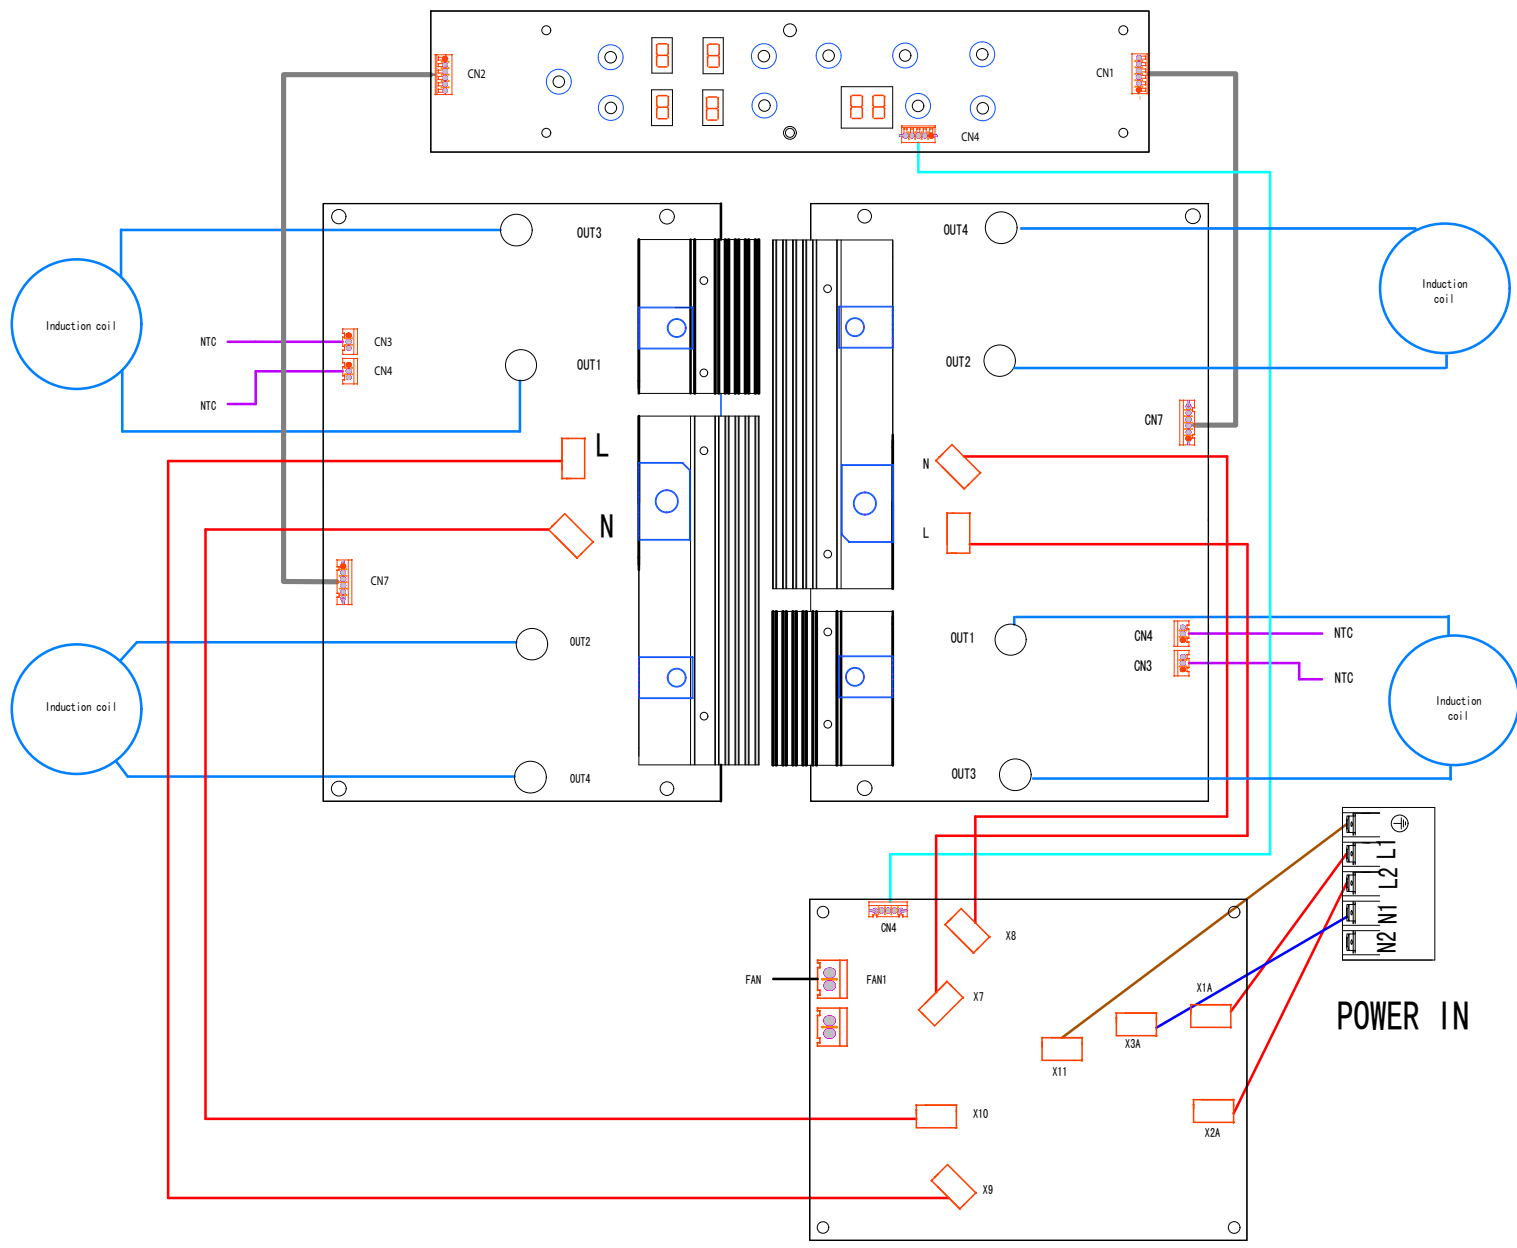 CN2
CN1
CN4
OUT3
OUT4
Induction coil
Induction
coil
NTC
CN3
OUT1
OUT2
CN4
NTC
CN7
L
N
N
L
CN7
OUT2
OUT1
CN4
NTC
CN3
NTC
Induction coil
Induction
coil
OUT4
OUT3
L1
L2
N1
N2
CN4
X8
FAN
FAN1
X7
X1A
POWER IN
X3A
X11
X10
X2A
X9